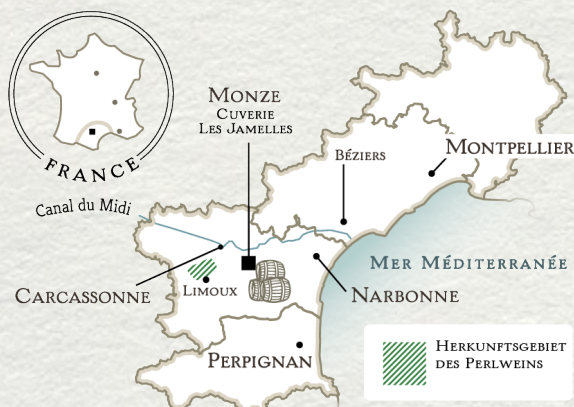 FRANCE
Canal du Midi
MONZE
CUVERIE
LES JAMELLES
BÉZIERS
MONTPELLIER
MER MÉDITERRANÉE
CARCASSONNE
LIMOUX
NARBONNE
PERPIGNAN
HERKUNFTSGEBIET
DES PERLWEINS